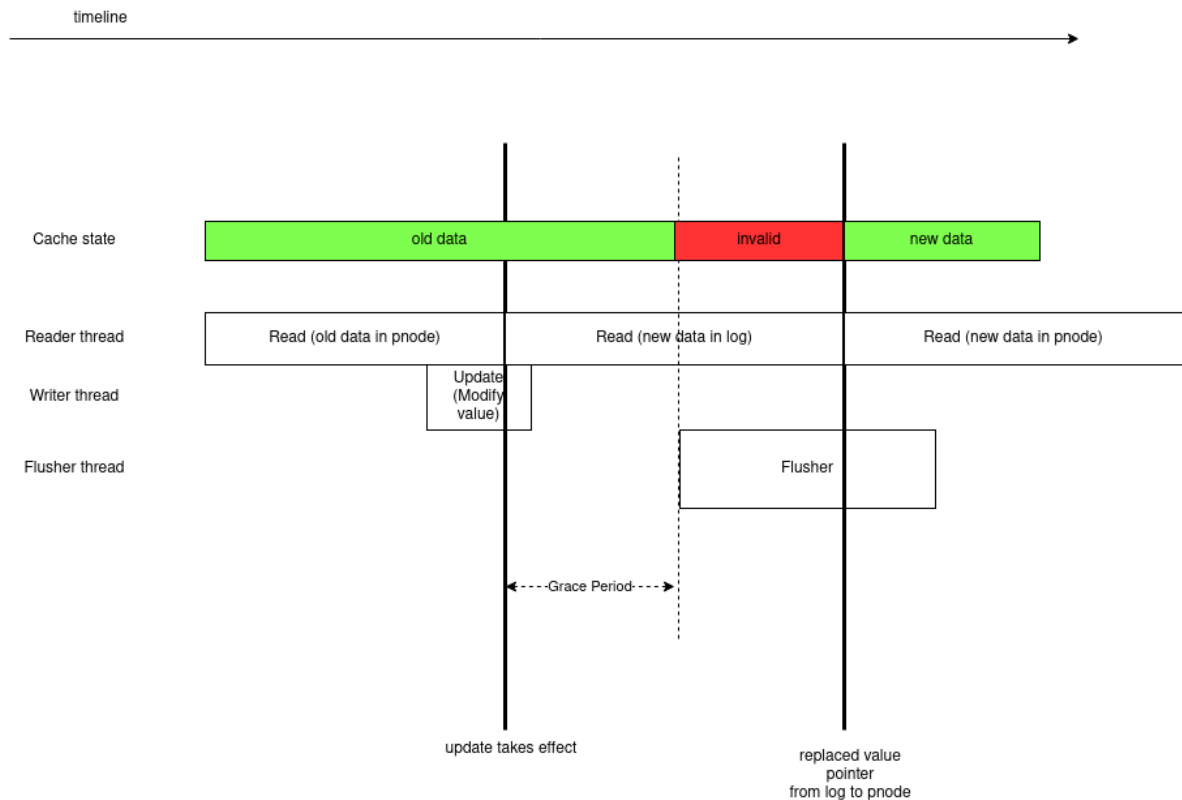 timeline
Cache state
old data
invalid
new data
Reader thread
Read (old data in pnode)
Read (new data in log)
Read (new data in pnode)
Writer thread
Update
(Modify
value)
Flusher thread
Flusher
Grace Period
update takes effect
replaced value
pointer
from log to pnode